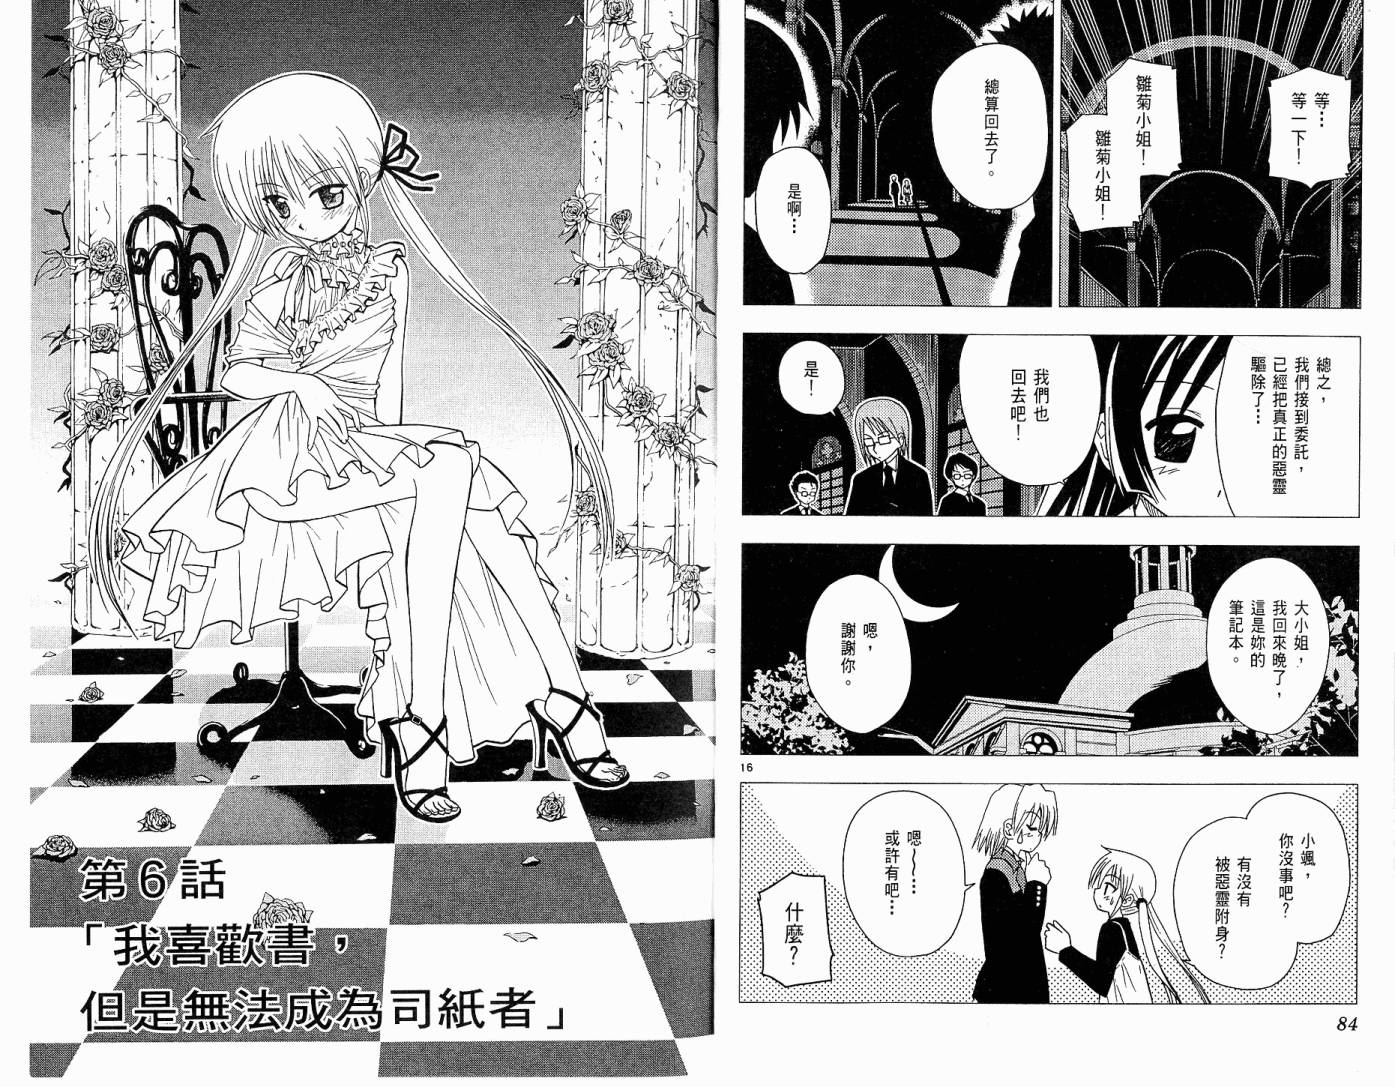 等…
等一下！
雛菊小姐！
雛菊小姐！
總算回去了。
是啊…
總之，
我們接到委託，
已經把真正的惡靈
驅除了…
我們也
回去吧！
是！
大小姐，
我回來晚了，
這是妳的
筆記本。
嗯，
謝謝你。
16
小颯，
你沒事吧？
有沒有
被惡靈附身？
嗯～～
或許有吧…
什麼？
84
第6話
「我喜歡書，
但是無法成為司紙者」